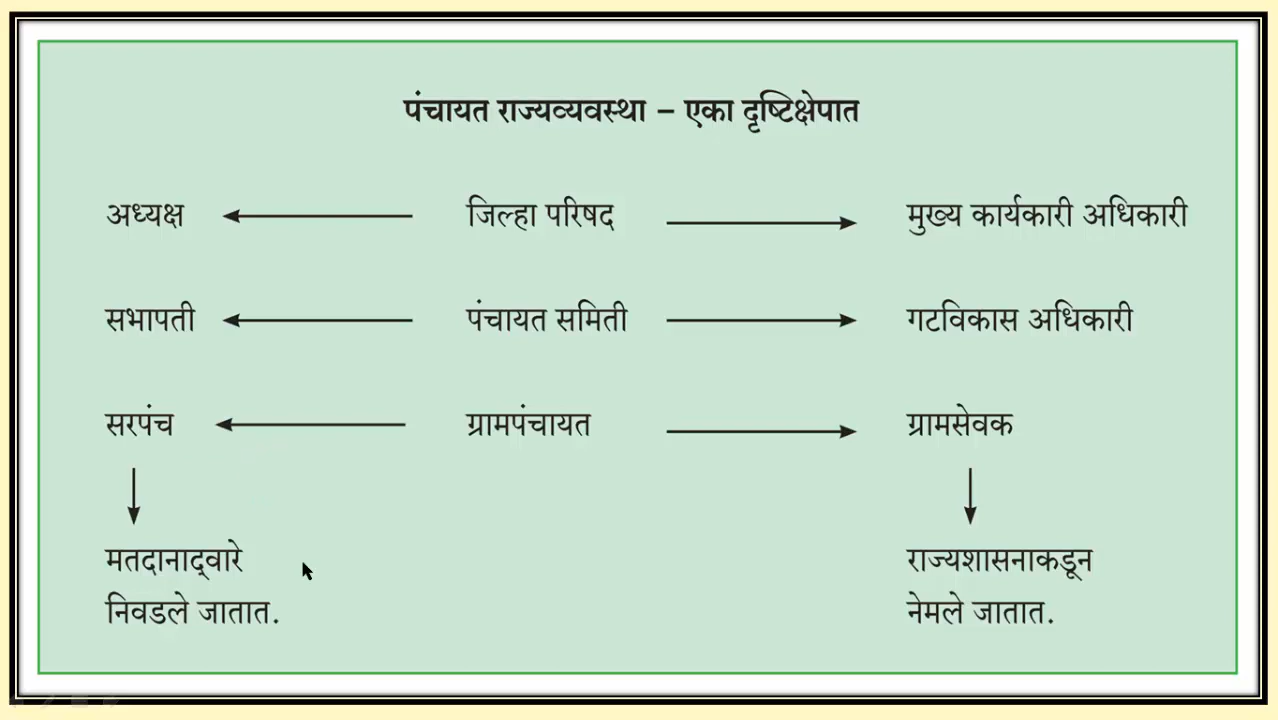 पंचायत राज्यव्यवस्था – एका दृष्टिक्षेपात
अध्यक्ष जिल्हा परिषद मुख्य कार्यकारी अधिकारी
सभापती पंचायत समिती गटविकास अधिकारी
सरपंच ग्रामपंचायत ग्रामसेवक
मतदानाद्‌वारे राज्यशासनाकडून
निवडले जातात. नेमले जातात.